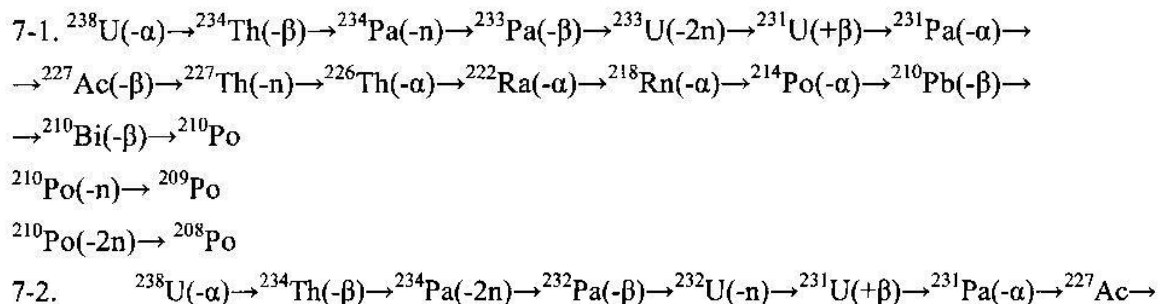 7-1. ²³⁸U(-α)→²³⁴Th(-β)→²³⁴Pa(-n)→²³³Pa(-β)→²³³U(-2n)→²³¹U(+β)→²³¹Pa(-α)→
→²²⁷Ac(-β)→²²⁷Th(-n)→²²⁶Th(-α)→²²²Ra(-α)→²¹⁸Rn(-α)→²¹⁴Po(-α)→²¹⁰Pb(-β)→
→²¹⁰Bi(-β)→²¹⁰Po
²¹⁰Po(-n)→ ²⁰⁹Po
²¹⁰Po(-2n)→ ²⁰⁸Po
7-2. ²³⁸U(-α)→²³⁴Th(-β)→²³⁴Pa(-2n)→²³²Pa(-β)→²³²U(-n)→²³¹U(+β)→²³¹Pa(-α)→²²⁷Ac→